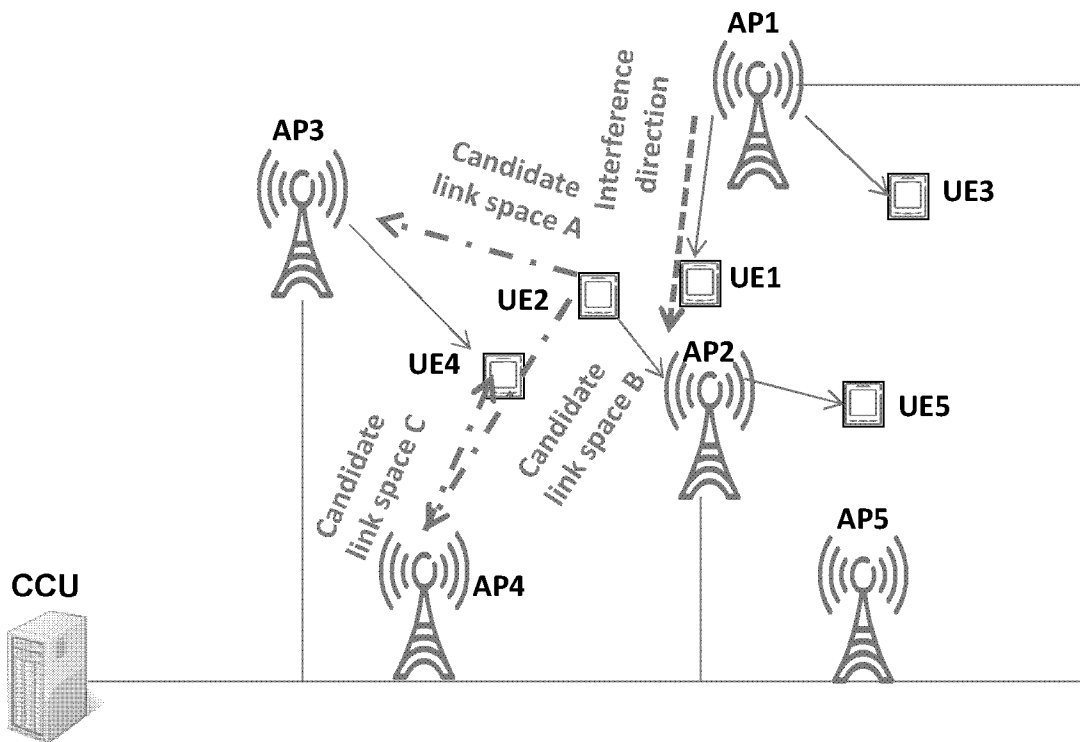 AP1
AP3
Candidate
link space A
Interference
direction
UE3
UE1
UE2
AP2
UE4
UE5
Candidate
link space B
Candidate
link space C
AP5
CCU
AP4